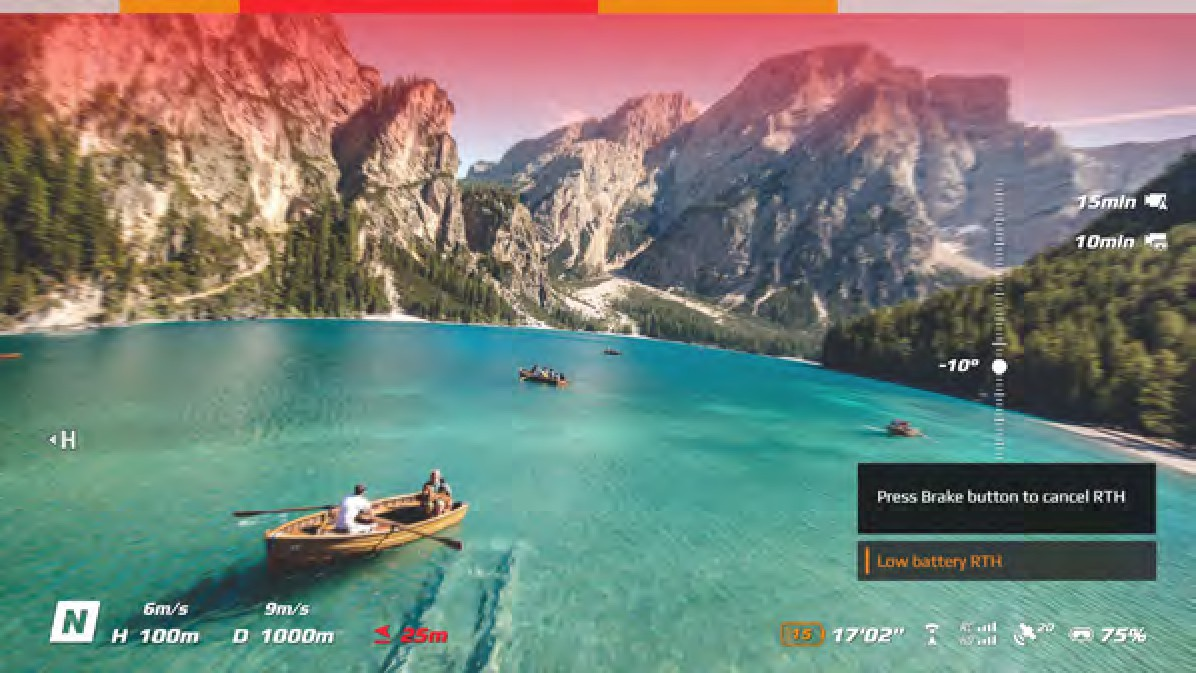 15min
10min
-10°
H
Press Brake button to cancel RTH
Low battery RTH
N
6m/s 9m/s
H 100m D 1000m 25m
15 17'02" 20 75%